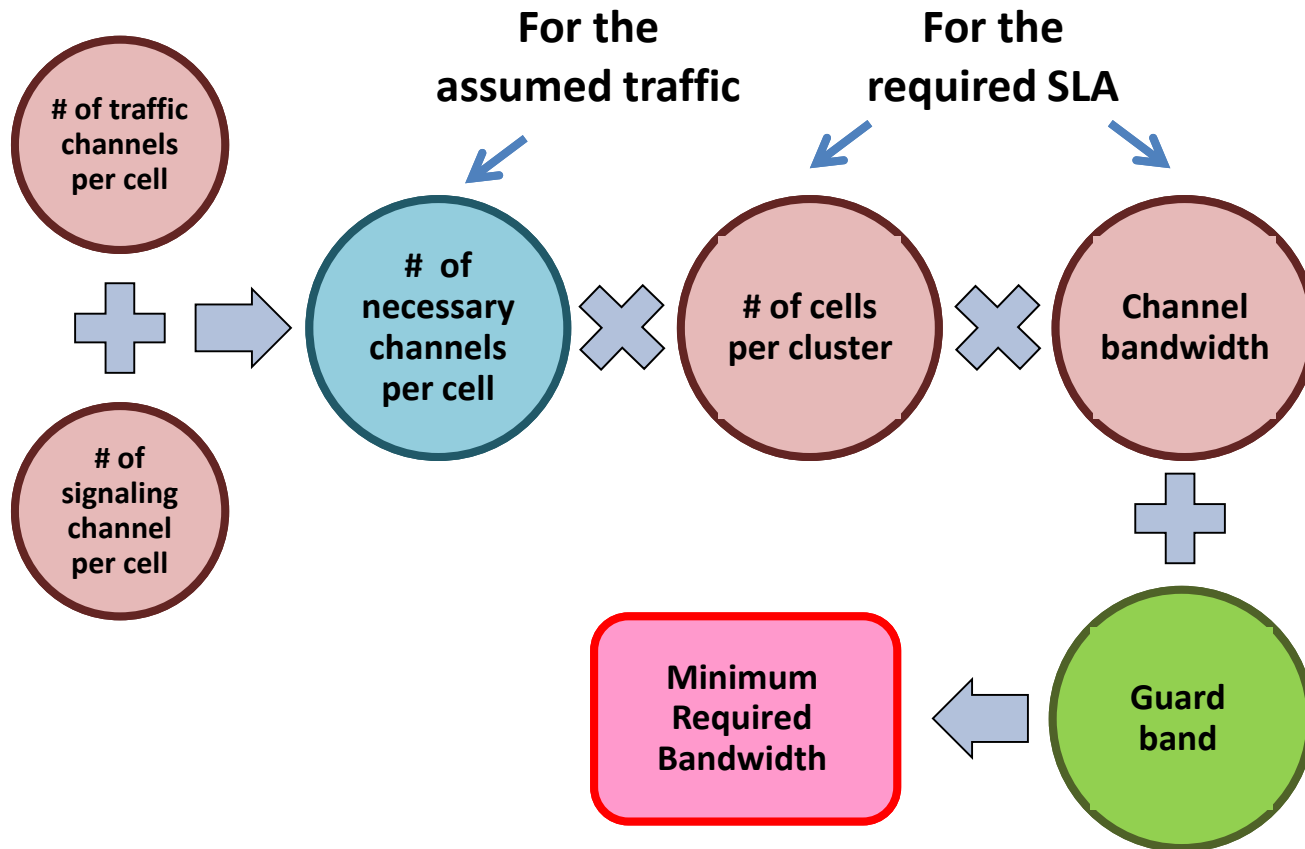 For the
assumed traffic
For the
required SLA
# of traffic
channels
per cell
# of
necessary
channels
per cell
# of cells
per cluster
Channel
bandwidth
# of
signaling
channel
per cell
Minimum
Required
Bandwidth
Guard
band